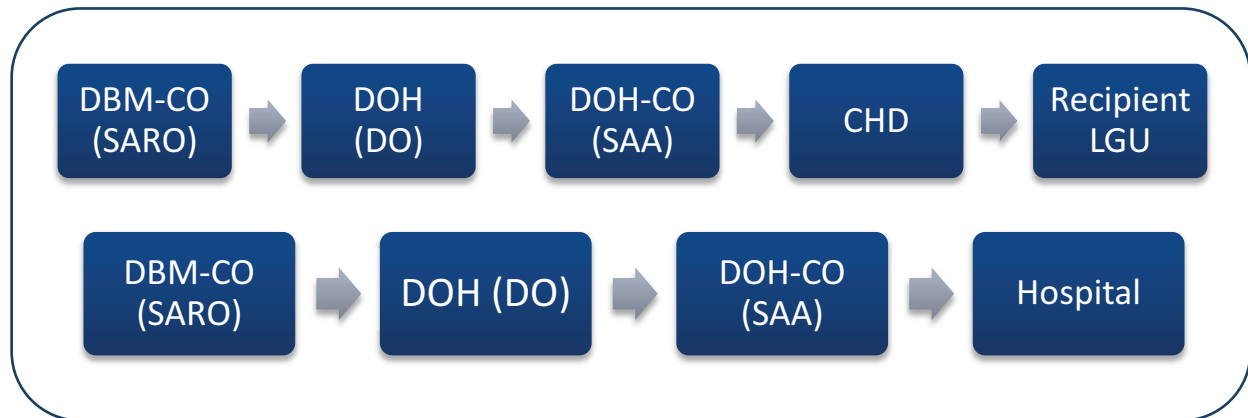 DBM-CO
(SARO)
DOH
(DO)
DOH-CO
(SAA)
CHD
Recipient
LGU
DBM-CO
(SARO)
DOH (DO)
DOH-CO
(SAA)
Hospital